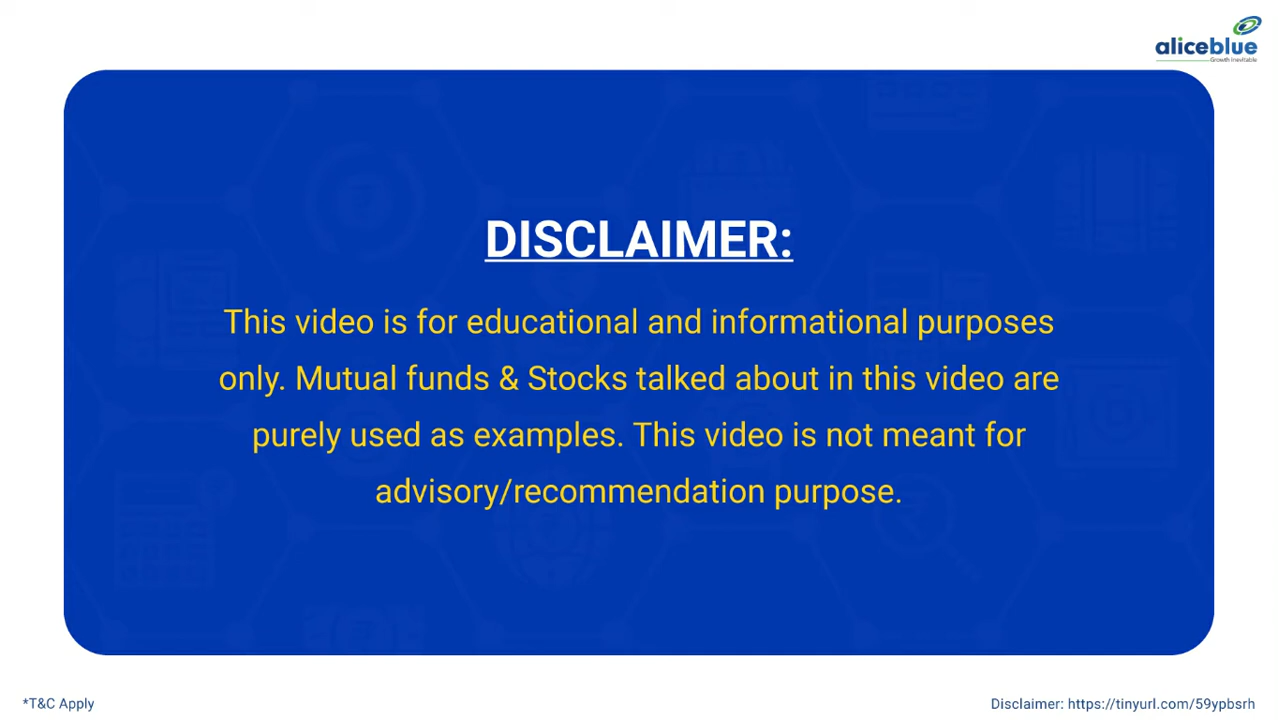 aliceblue
Growth Inevitable
DISCLAIMER:
This video is for educational and informational purposes
only. Mutual funds & Stocks talked about in this video are
purely used as examples. This video is not meant for
advisory/recommendation purpose.
*T&C Apply
Disclaimer: https://tinyurl.com/59ypbsrh